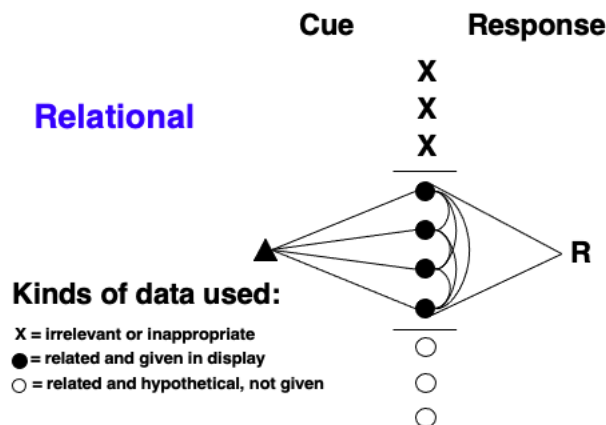 Cue Response
X
X
X
Relational
R
Kinds of data used:
X = irrelevant or inappropriate
= related and given in display
= related and hypothetical, not given